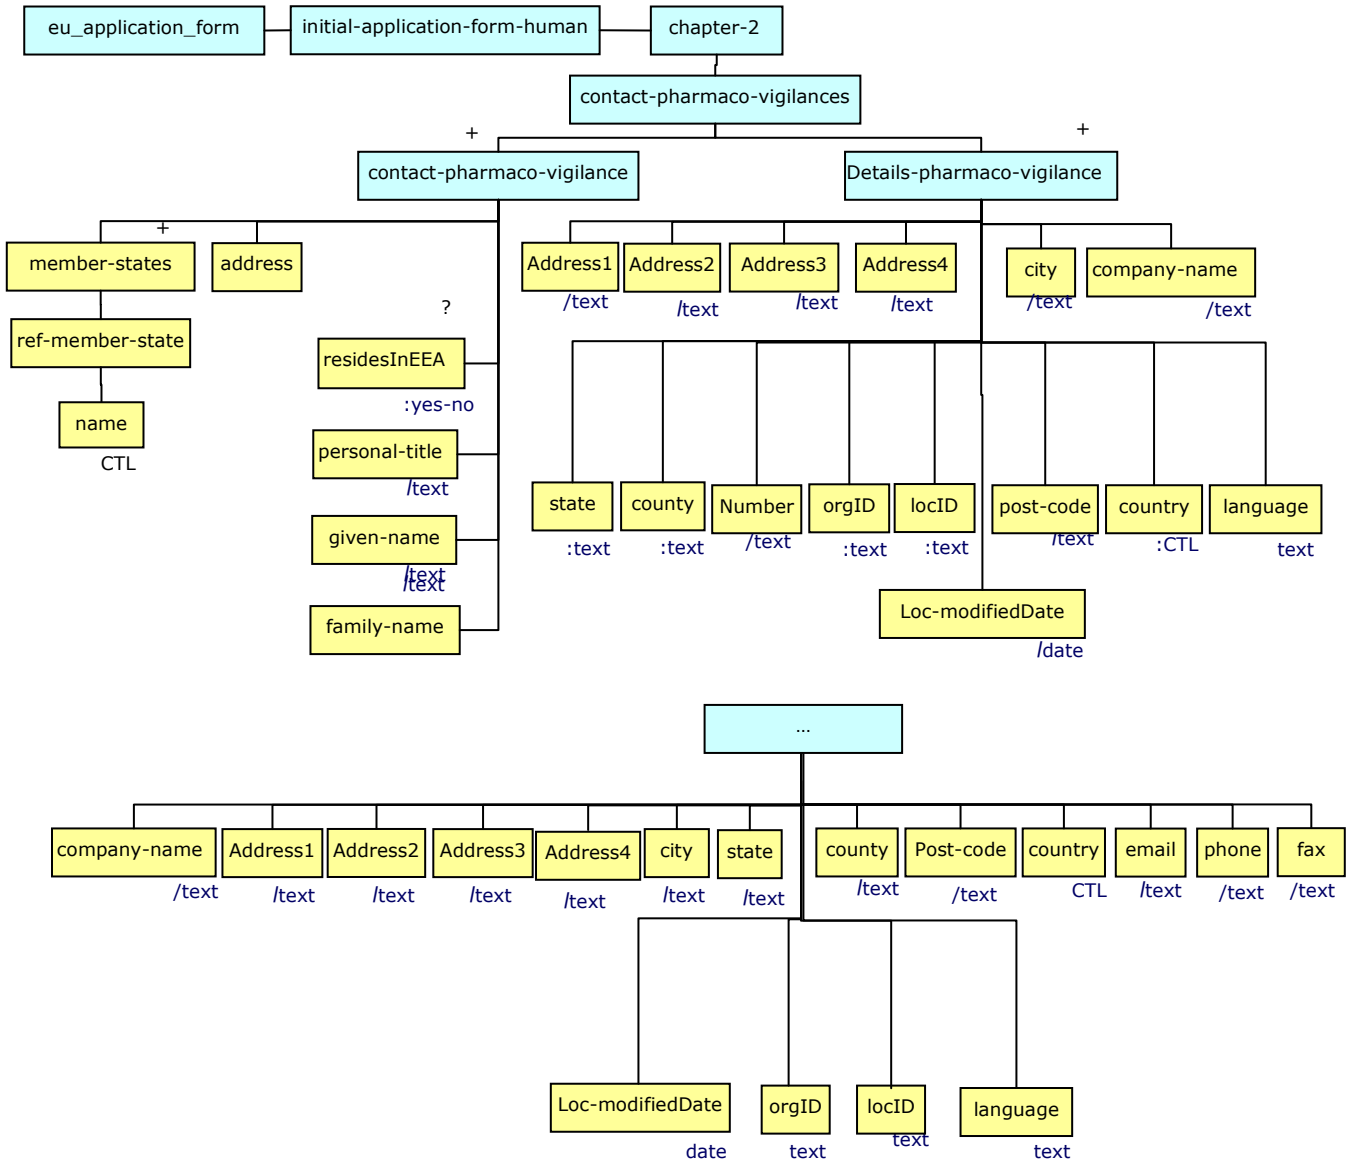 eu_application_form
initial-application-form-human
chapter-2
contact-pharmaco-vigilances
+
+
contact-pharmaco-vigilance
Details-pharmaco-vigilance
+
member-states
address
Address1
Address2
Address3
Address4
city
company-name
/text
/text
/text
/text
/text
/text
?
ref-member-state
residesInEEA
:yes-no
name
CTL
personal-title
/text
given-name
/text
/text
family-name
state
county
Number
orgID
locID
post-code
country
language
:text
:text
/text
:text
:text
/text
:CTL
text
Loc-modifiedDate
/date
...
company-name
Address1
Address2
Address3
Address4
city
state
county
Post-code
country
email
phone
fax
/text
/text
/text
/text
/text
/text
/text
/text
/text
CTL
/text
/text
/text
Loc-modifiedDate
orgID
locID
language
date
text
text
text